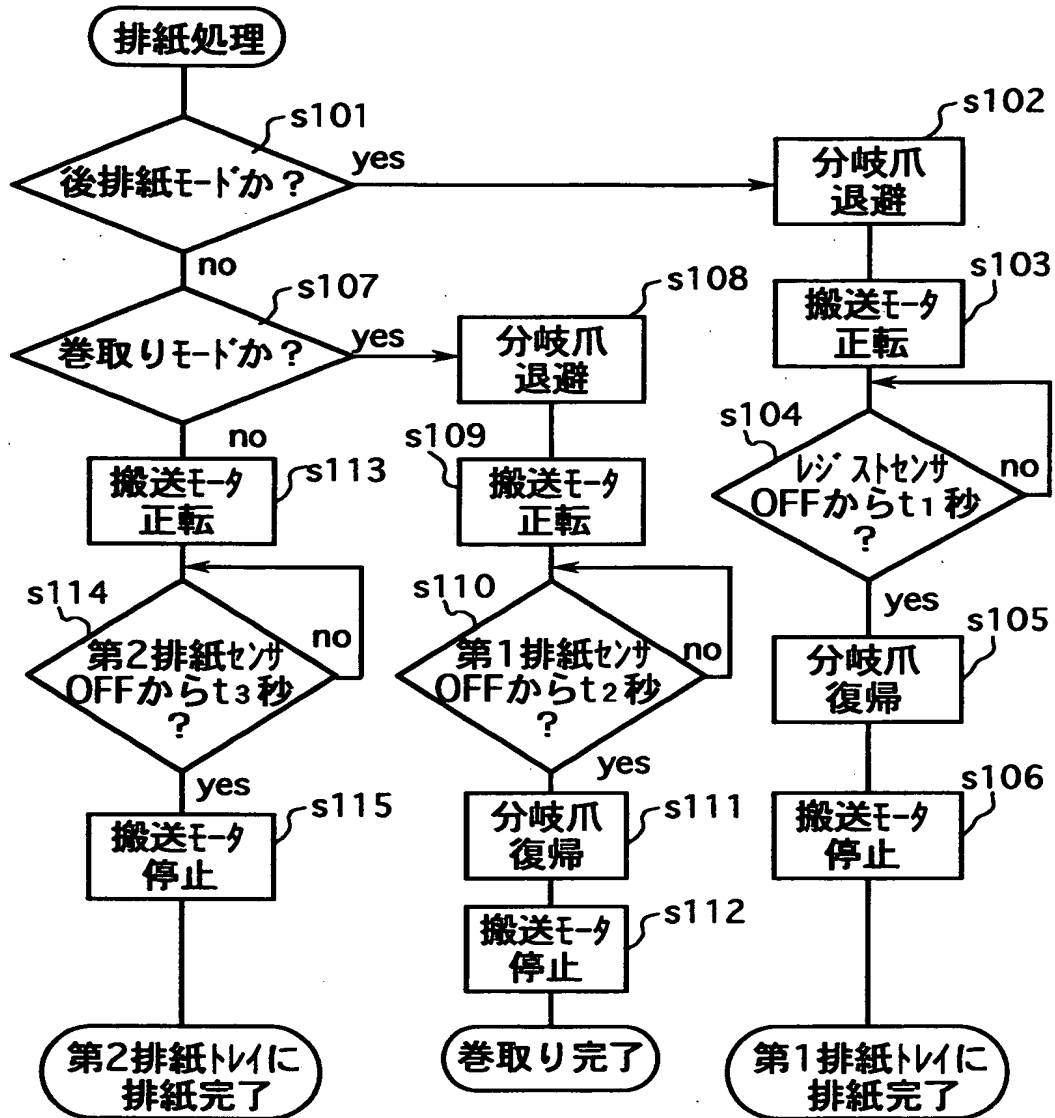 排紙処理
s101
後排紙モードか?
yes
no
s102
分岐爪
退避
s103
搬送モータ
正転
s104
レジストセンサ
OFFからt1秒
?
no
yes
s105
分岐爪
復帰
s106
搬送モータ
停止
第1排紙トレイに
排紙完了
s107
巻取りモードか?
yes
no
s108
分岐爪
退避
s109
搬送モータ
正転
s110
第1排紙センサ
OFFからt2秒
?
no
yes
s111
分岐爪
復帰
s112
搬送モータ
停止
巻取り完了
s113
搬送モータ
正転
s114
第2排紙センサ
OFFからt3秒
?
no
yes
s115
搬送モータ
停止
第2排紙トレイに
排紙完了